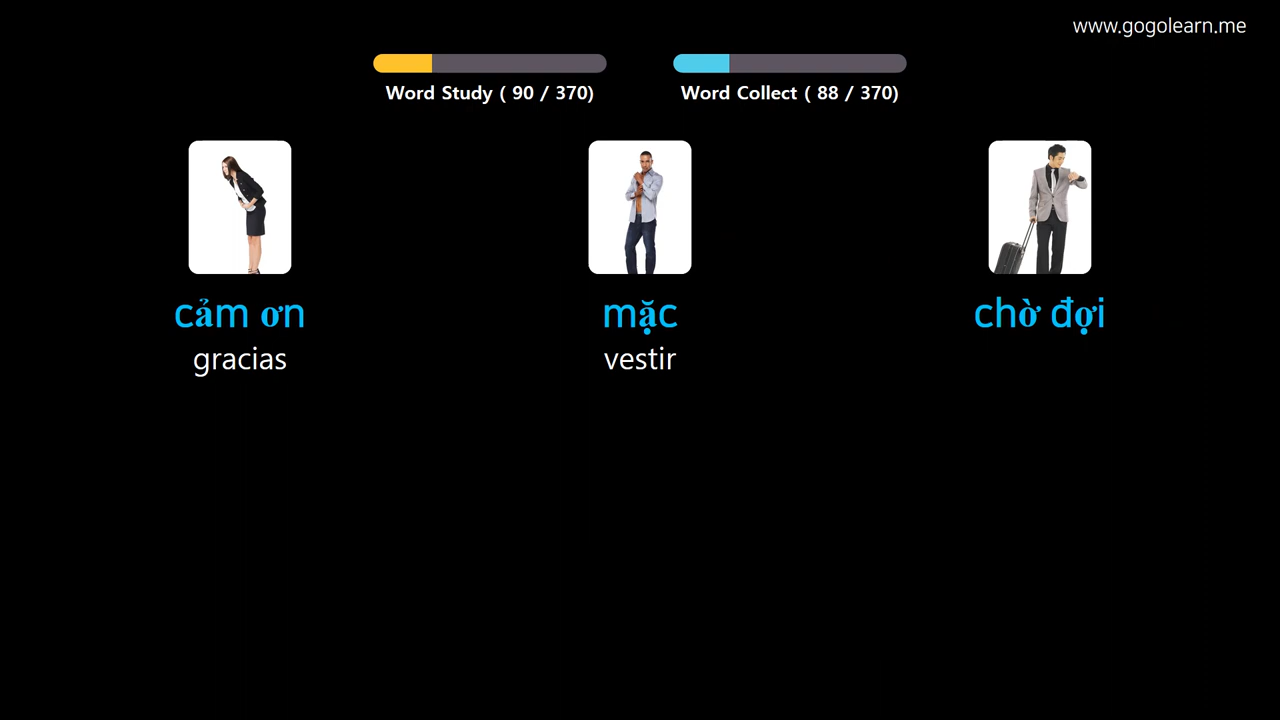 www.gogolearn.me
Word Study ( 90 / 370)
Word Collect ( 88 / 370)
cảm ơn
gracias
mặc
vestir
chờ đợi